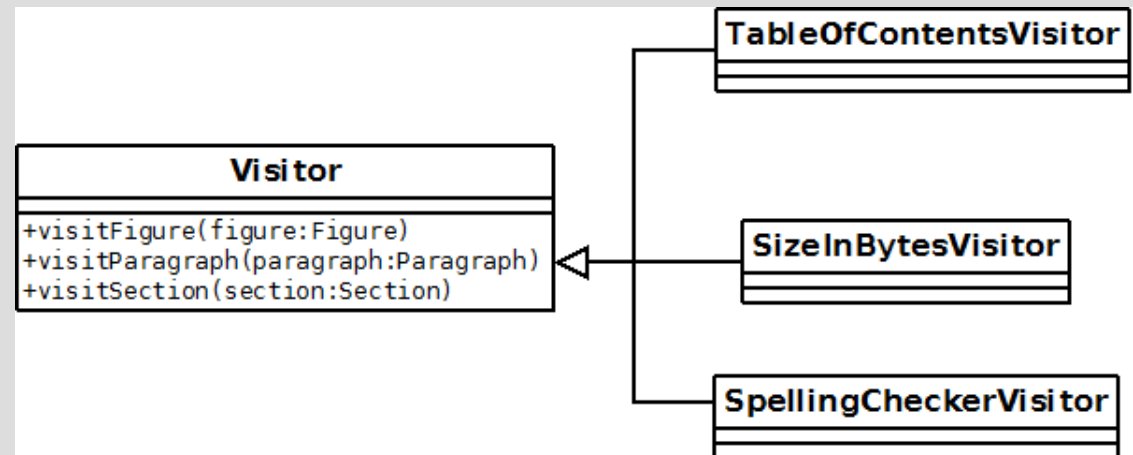 TableOfContentsVisitor
Visitor
+visitFigure(figure:Figure)
+visitParagraph(paragraph:Paragraph)
+visitSection(section:Section)
SizeInBytesVisitor
SpellingCheckerVisitor